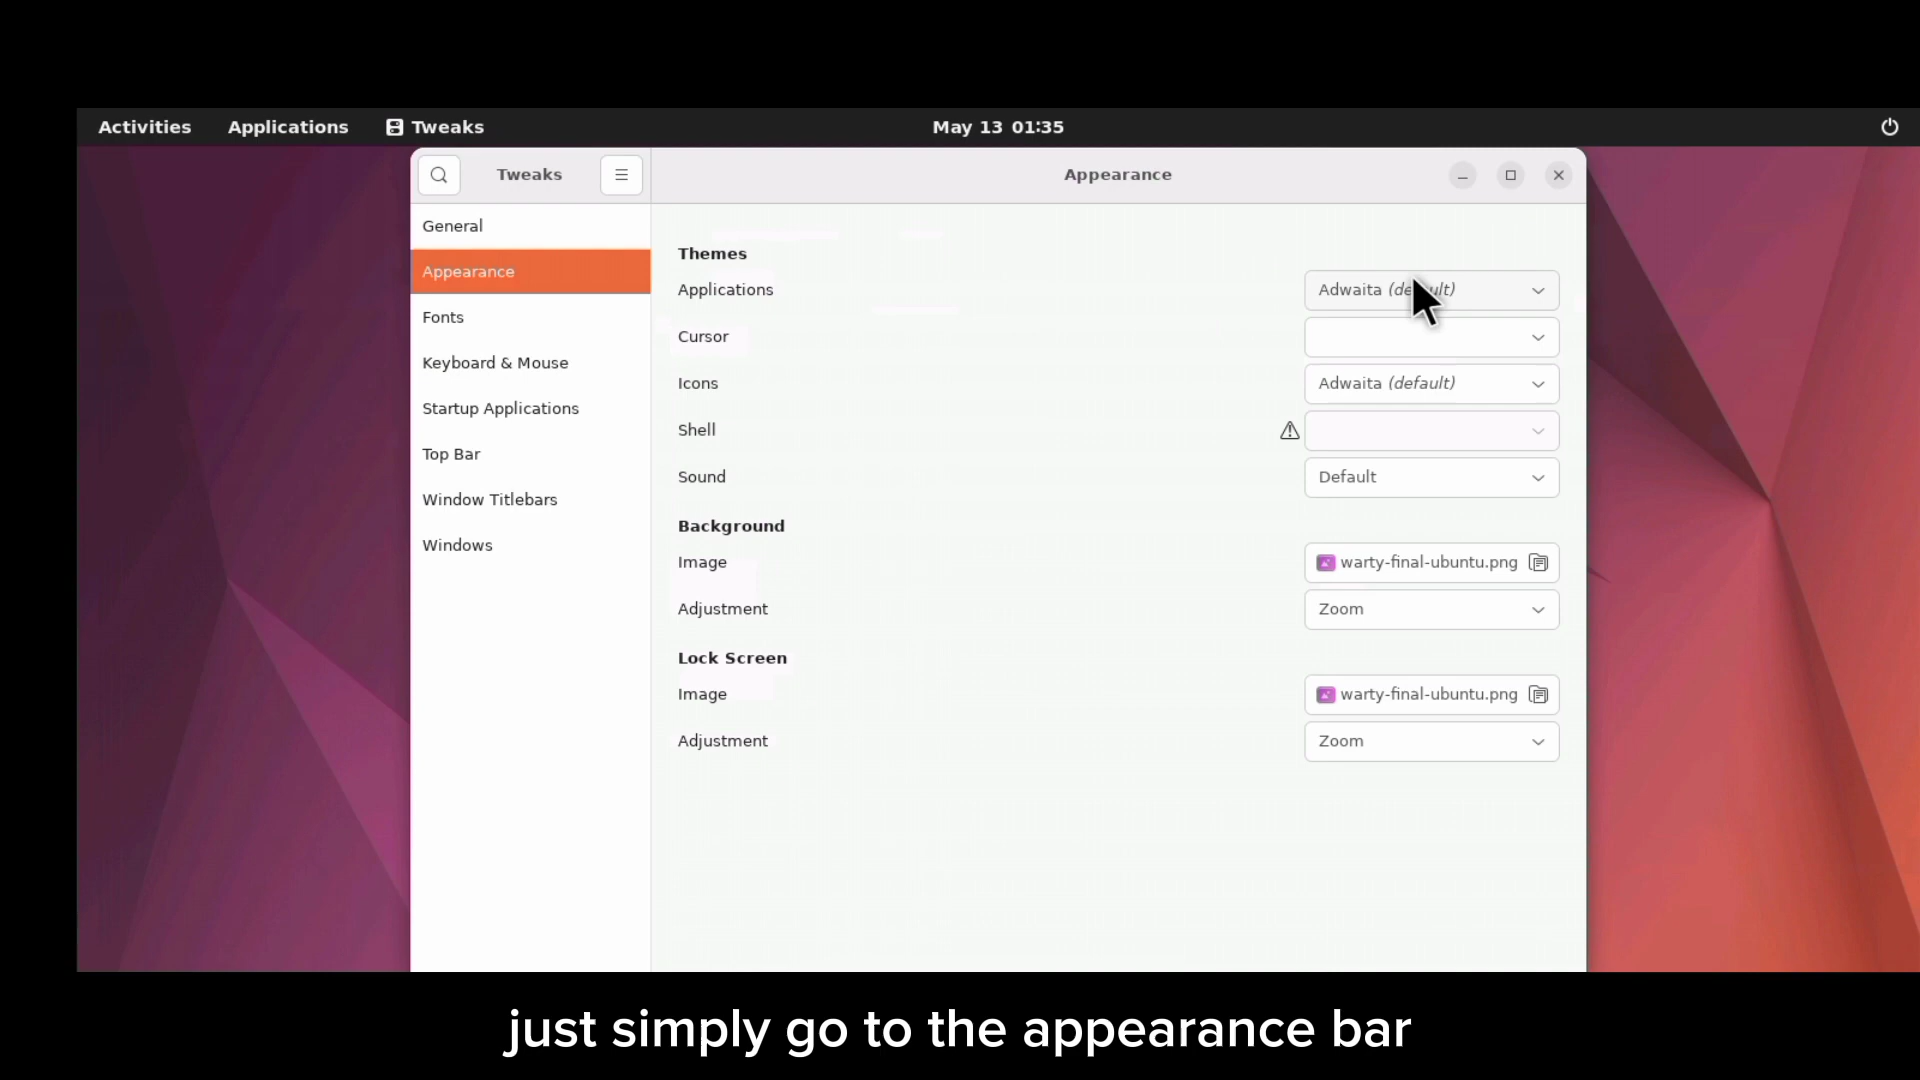 Activities Applications Tweaks May 13 01:35
Tweaks Appearance
General
Appearance
Fonts
Keyboard & Mouse
Startup Applications
Top Bar
Window Titlebars
Windows
Themes
Applications Adwaita (default)
Cursor
Icons Adwaita (default)
Shell
Sound Default
Background
Image warty-final-ubuntu.png
Adjustment Zoom
Lock Screen
Image warty-final-ubuntu.png
Adjustment Zoom
just simply go to the appearance bar